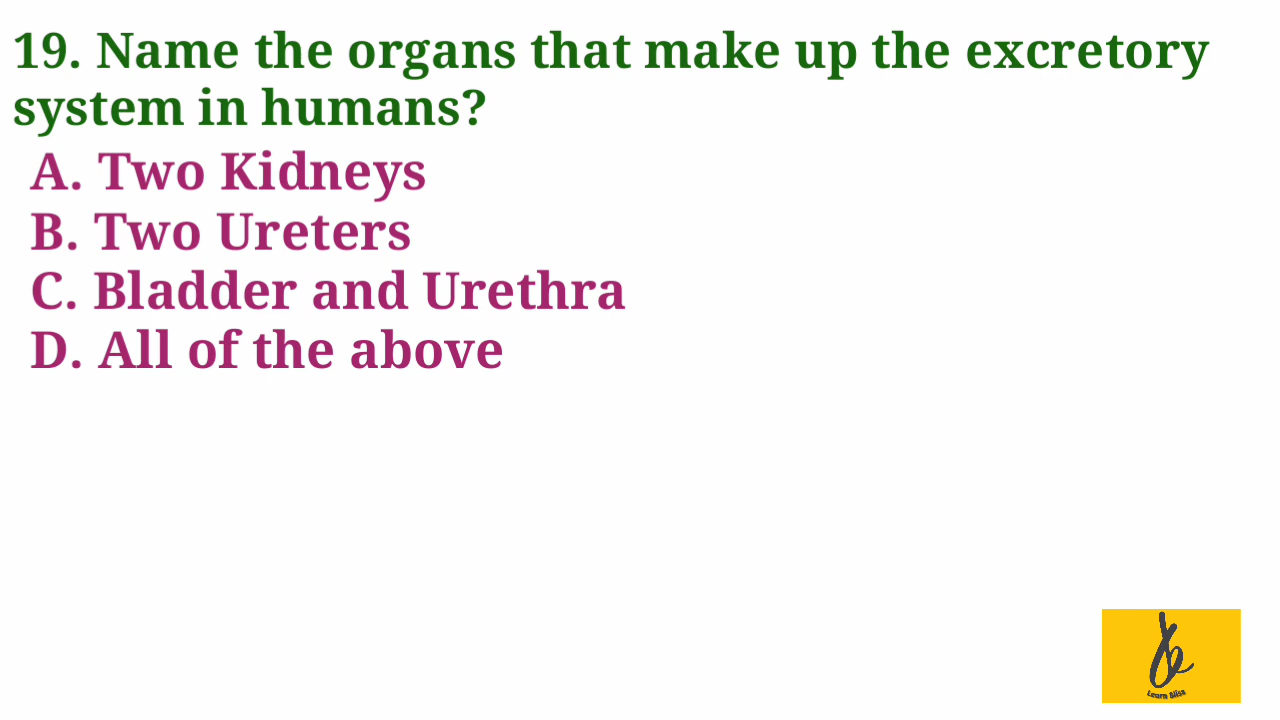 19. Name the organs that make up the excretory
system in humans?
A. Two Kidneys
B. Two Ureters
C. Bladder and Urethra
D. All of the above